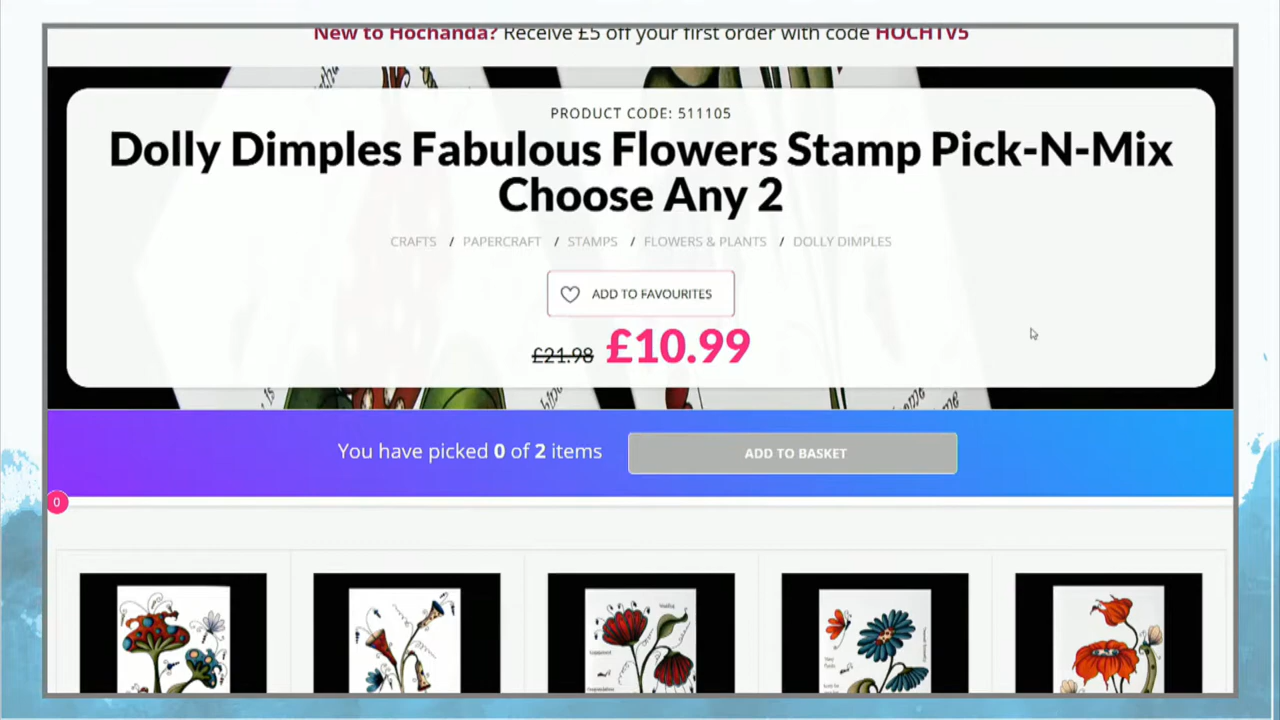 New to Hochanda? Receive £5 off your first order with code HOCHTV5
PRODUCT CODE: 511105
Dolly Dimples Fabulous Flowers Stamp Pick-N-Mix
Choose Any 2
CRAFTS / PAPERCRAFT / STAMPS / FLOWERS & PLANTS / DOLLY DIMPLES
ADD TO FAVOURITES
£21.98 £10.99
You have picked 0 of 2 items
ADD TO BASKET
0